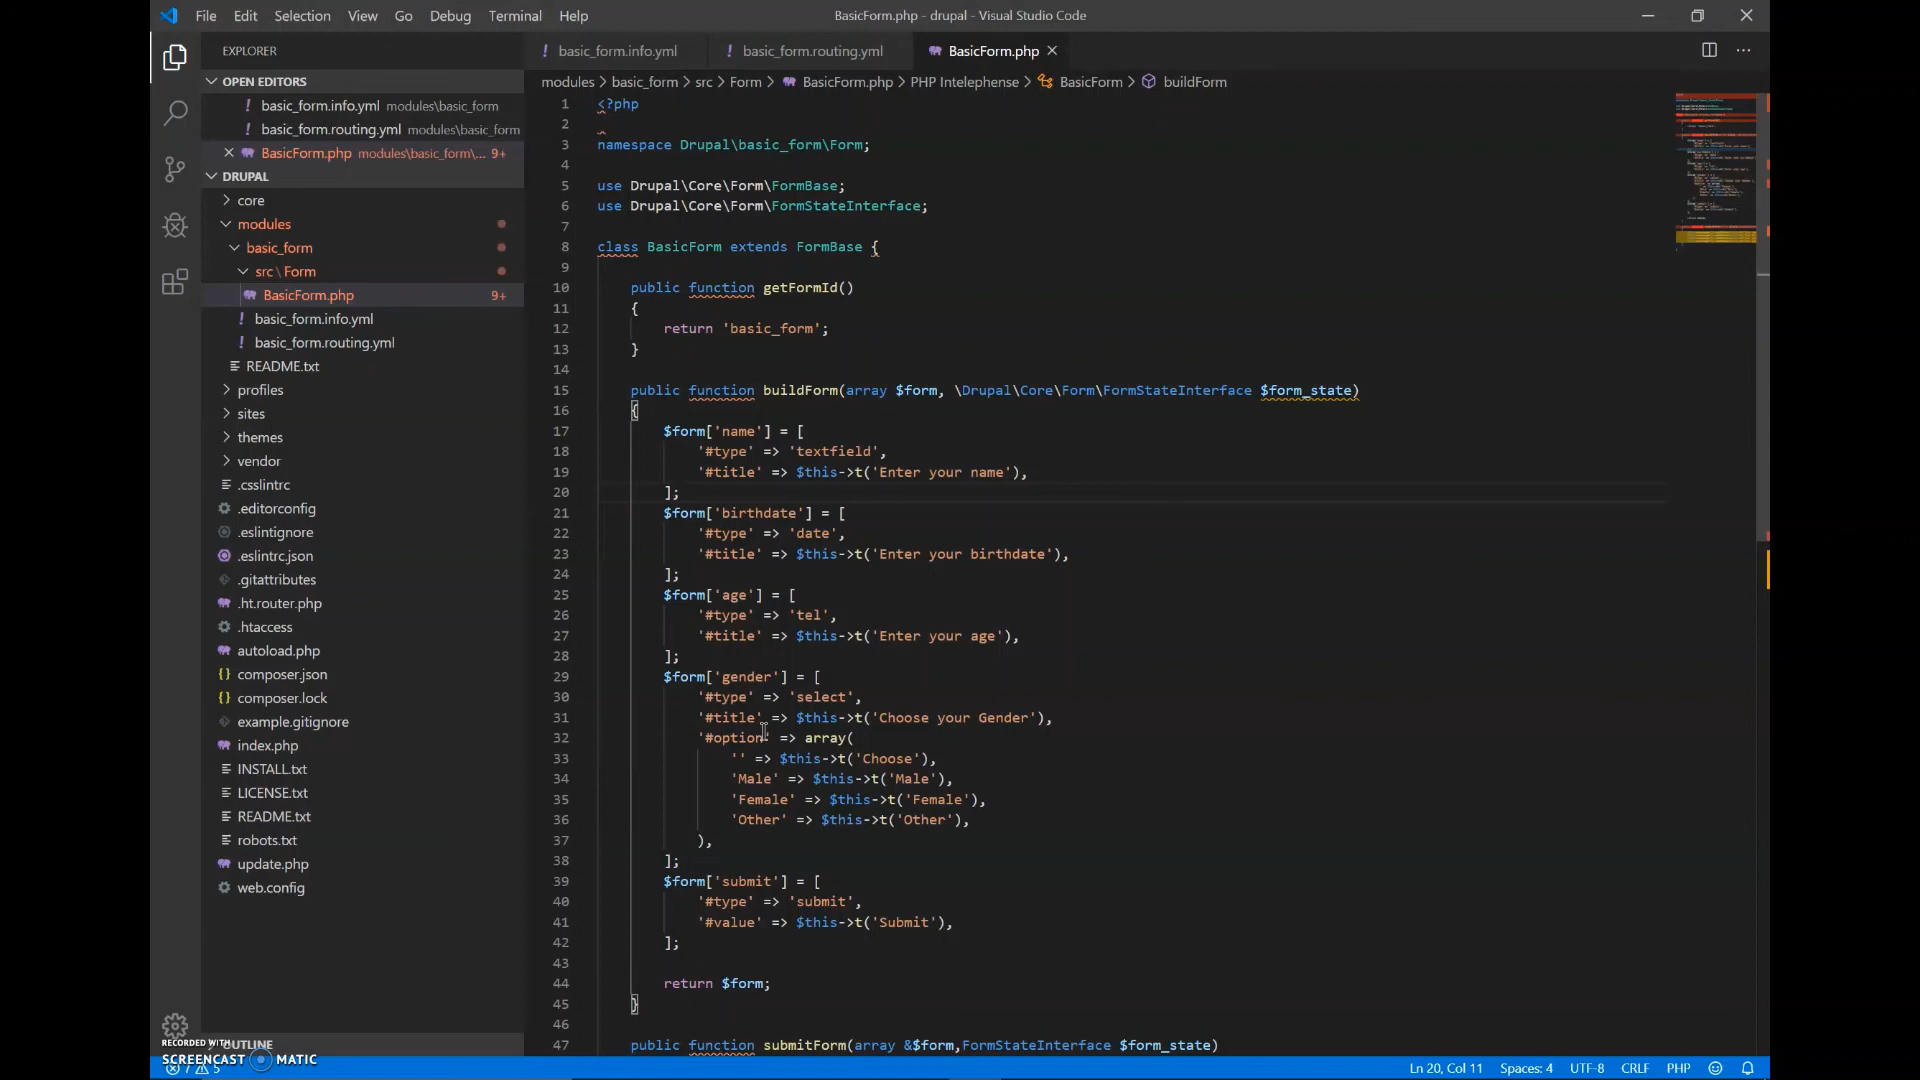 File Edit Selection View Go Debug Terminal Help
BasicForm.php - drupal - Visual Studio Code
EXPLORER
OPEN EDITORS
! basic_form.info.yml modules\basic_form
! basic_form.routing.yml modules\basic_form
BasicForm.php modules\basic_form\... 9+
DRUPAL
core
modules
basic_form
src \ Form
BasicForm.php 9+
! basic_form.info.yml
! basic_form.routing.yml
README.txt
profiles
sites
themes
vendor
.csslintrc
.editorconfig
.eslintignore
.eslintrc.json
.gitattributes
.ht.router.php
.htaccess
autoload.php
{} composer.json
{} composer.lock
example.gitignore
index.php
INSTALL.txt
LICENSE.txt
README.txt
robots.txt
update.php
web.config
OUTLINE
RECORDED WITH
SCREENCAST MATIC
! basic_form.info.yml ! basic_form.routing.yml BasicForm.php
modules > basic_form > src > Form > BasicForm.php > PHP Intelephense > BasicForm > buildForm
1 <?php
2
3 namespace Drupal\basic_form\Form;
4
5 use Drupal\Core\Form\FormBase;
6 use Drupal\Core\Form\FormStateInterface;
7
8 class BasicForm extends FormBase {
9
10 public function getFormId()
11 {
12 return 'basic_form';
13 }
14
15 public function buildForm(array $form, \Drupal\Core\Form\FormStateInterface $form_state)
16 {
17 $form['name'] = [
18 '#type' => 'textfield',
19 '#title' => $this->t('Enter your name'),
20 ];
21 $form['birthdate'] = [
22 '#type' => 'date',
23 '#title' => $this->t('Enter your birthdate'),
24 ];
25 $form['age'] = [
26 '#type' => 'tel',
27 '#title' => $this->t('Enter your age'),
28 ];
29 $form['gender'] = [
30 '#type' => 'select',
31 '#title' => $this->t('Choose your Gender'),
32 '#option' => array(
33 '' => $this->t('Choose'),
34 'Male' => $this->t('Male'),
35 'Female' => $this->t('Female'),
36 'Other' => $this->t('Other'),
37 ),
38 ];
39 $form['submit'] = [
40 '#type' => 'submit',
41 '#value' => $this->t('Submit'),
42 ];
43
44 return $form;
45 }
46
47 public function submitForm(array &$form,FormStateInterface $form_state)
7 5
Ln 20, Col 11 Spaces: 4 UTF-8 CRLF PHP